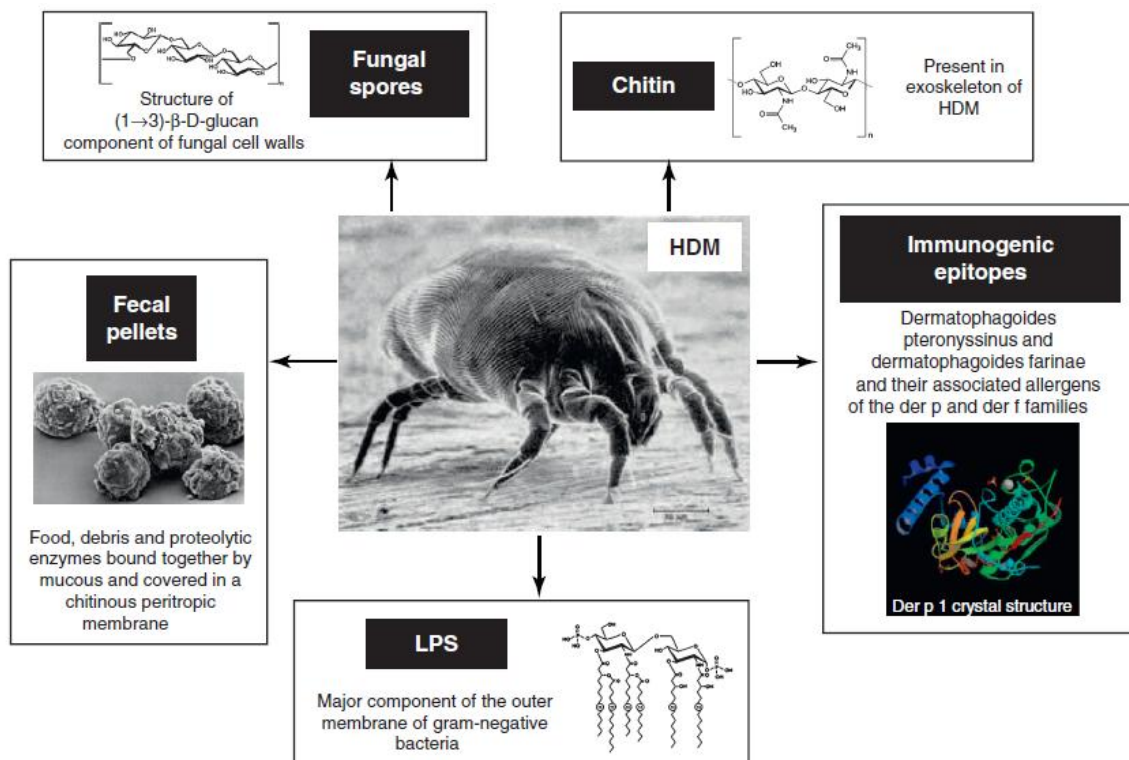 Fungal
spores
Structure of
(1→3)-β-D-glucan
component of fungal cell walls
Chitin
Present in
exoskeleton of
HDM
HDM
Immunogenic
epitopes
Dermatophagoides
pteronyssinus and
dermatophagoides farinae
and their associated allergens
of the der p and der f families
Der p 1 crystal structure
Fecal
pellets
Food, debris and proteolytic
enzymes bound together by
mucous and covered in a
chitinous peritropic
membrane
LPS
Major component of the outer
membrane of gram-negative
bacteria